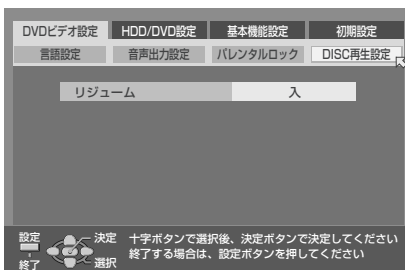 DVDビデオ設定 HDD/DVD設定 基本機能設定 初期設定
言語設定 音声出力設定 パレンタルロック DISC再生設定
リジューム 入
設定 決定 十字ボタンで選択後、決定ボタンで決定してください
終了 選択 終了する場合は、設定ボタンを押してください